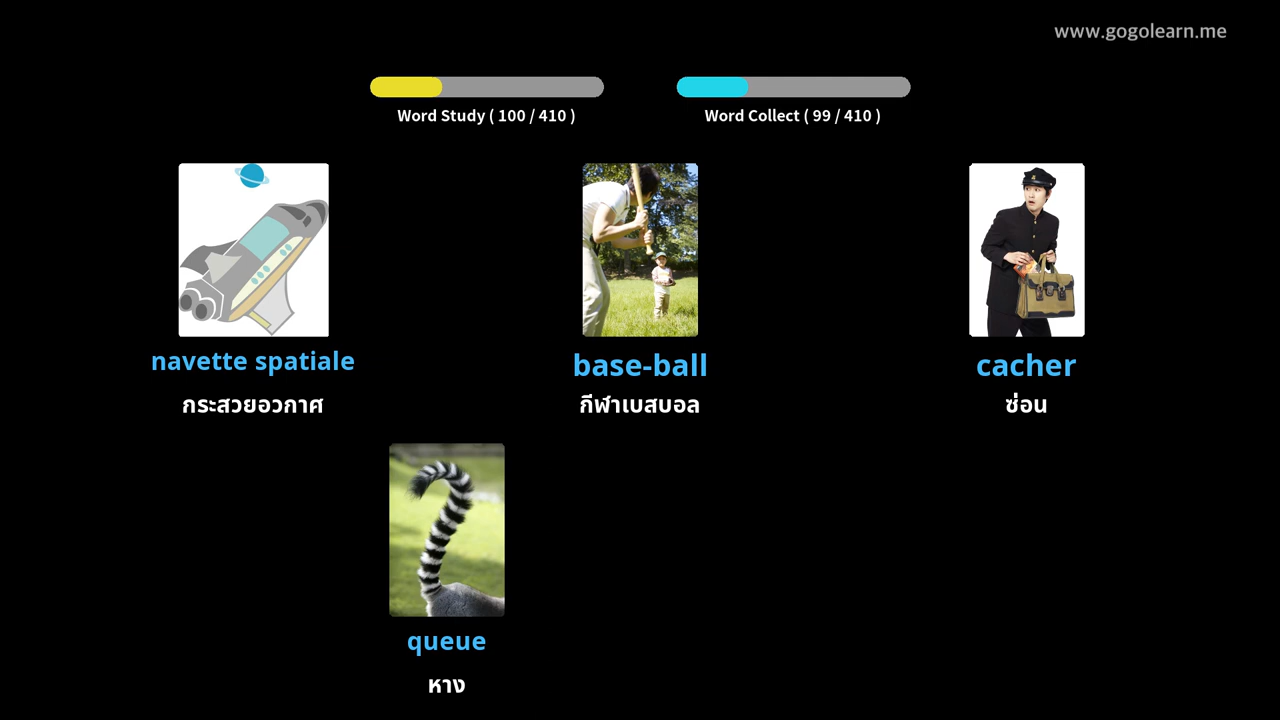 www.gogolearn.me
Word Study ( 100 / 410 )
Word Collect ( 99 / 410 )
navette spatiale
กระสวยอวกาศ
base-ball
กีฬาเบสบอล
cacher
ซ่อน
queue
หาง